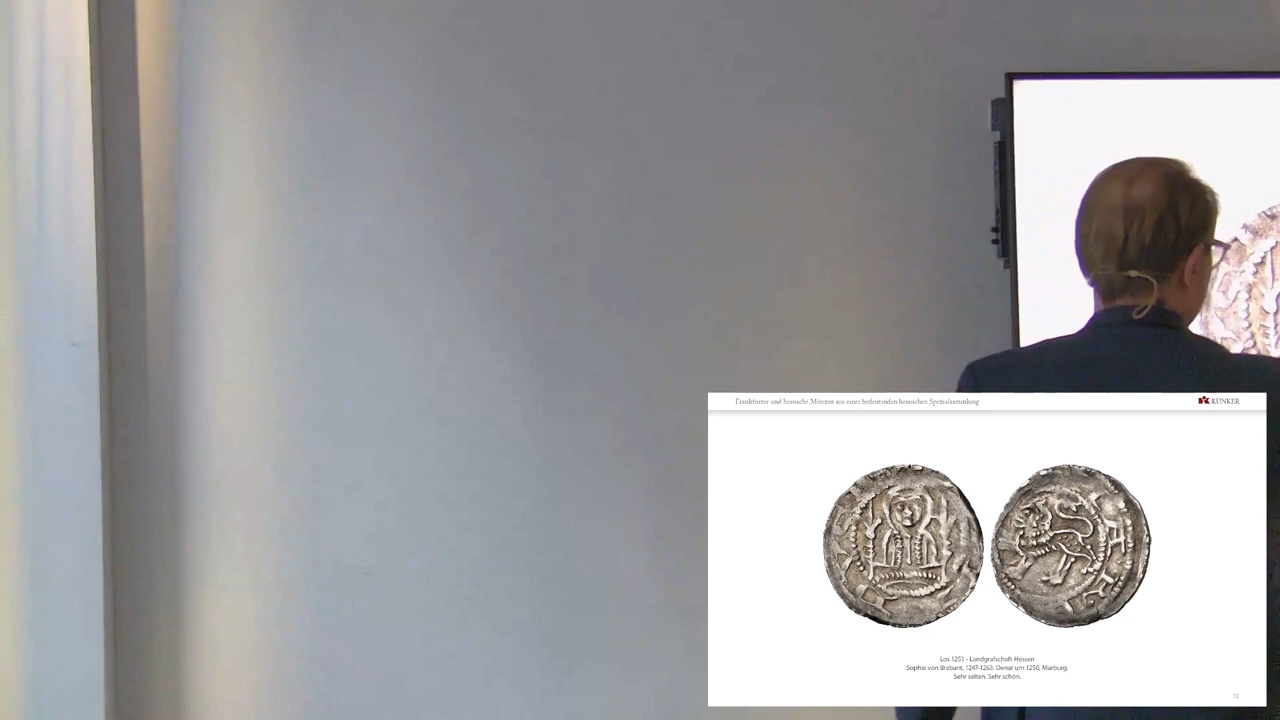 Frankfurter und hessische Münzen aus einer bedeutenden hessischen Spezialsammlung
KÜNKER
Los 1251 - Landgrafschaft Hessen
Sophie von Brabant, 1247-1263. Denar um 1250, Marburg.
Sehr selten. Sehr schön.
12